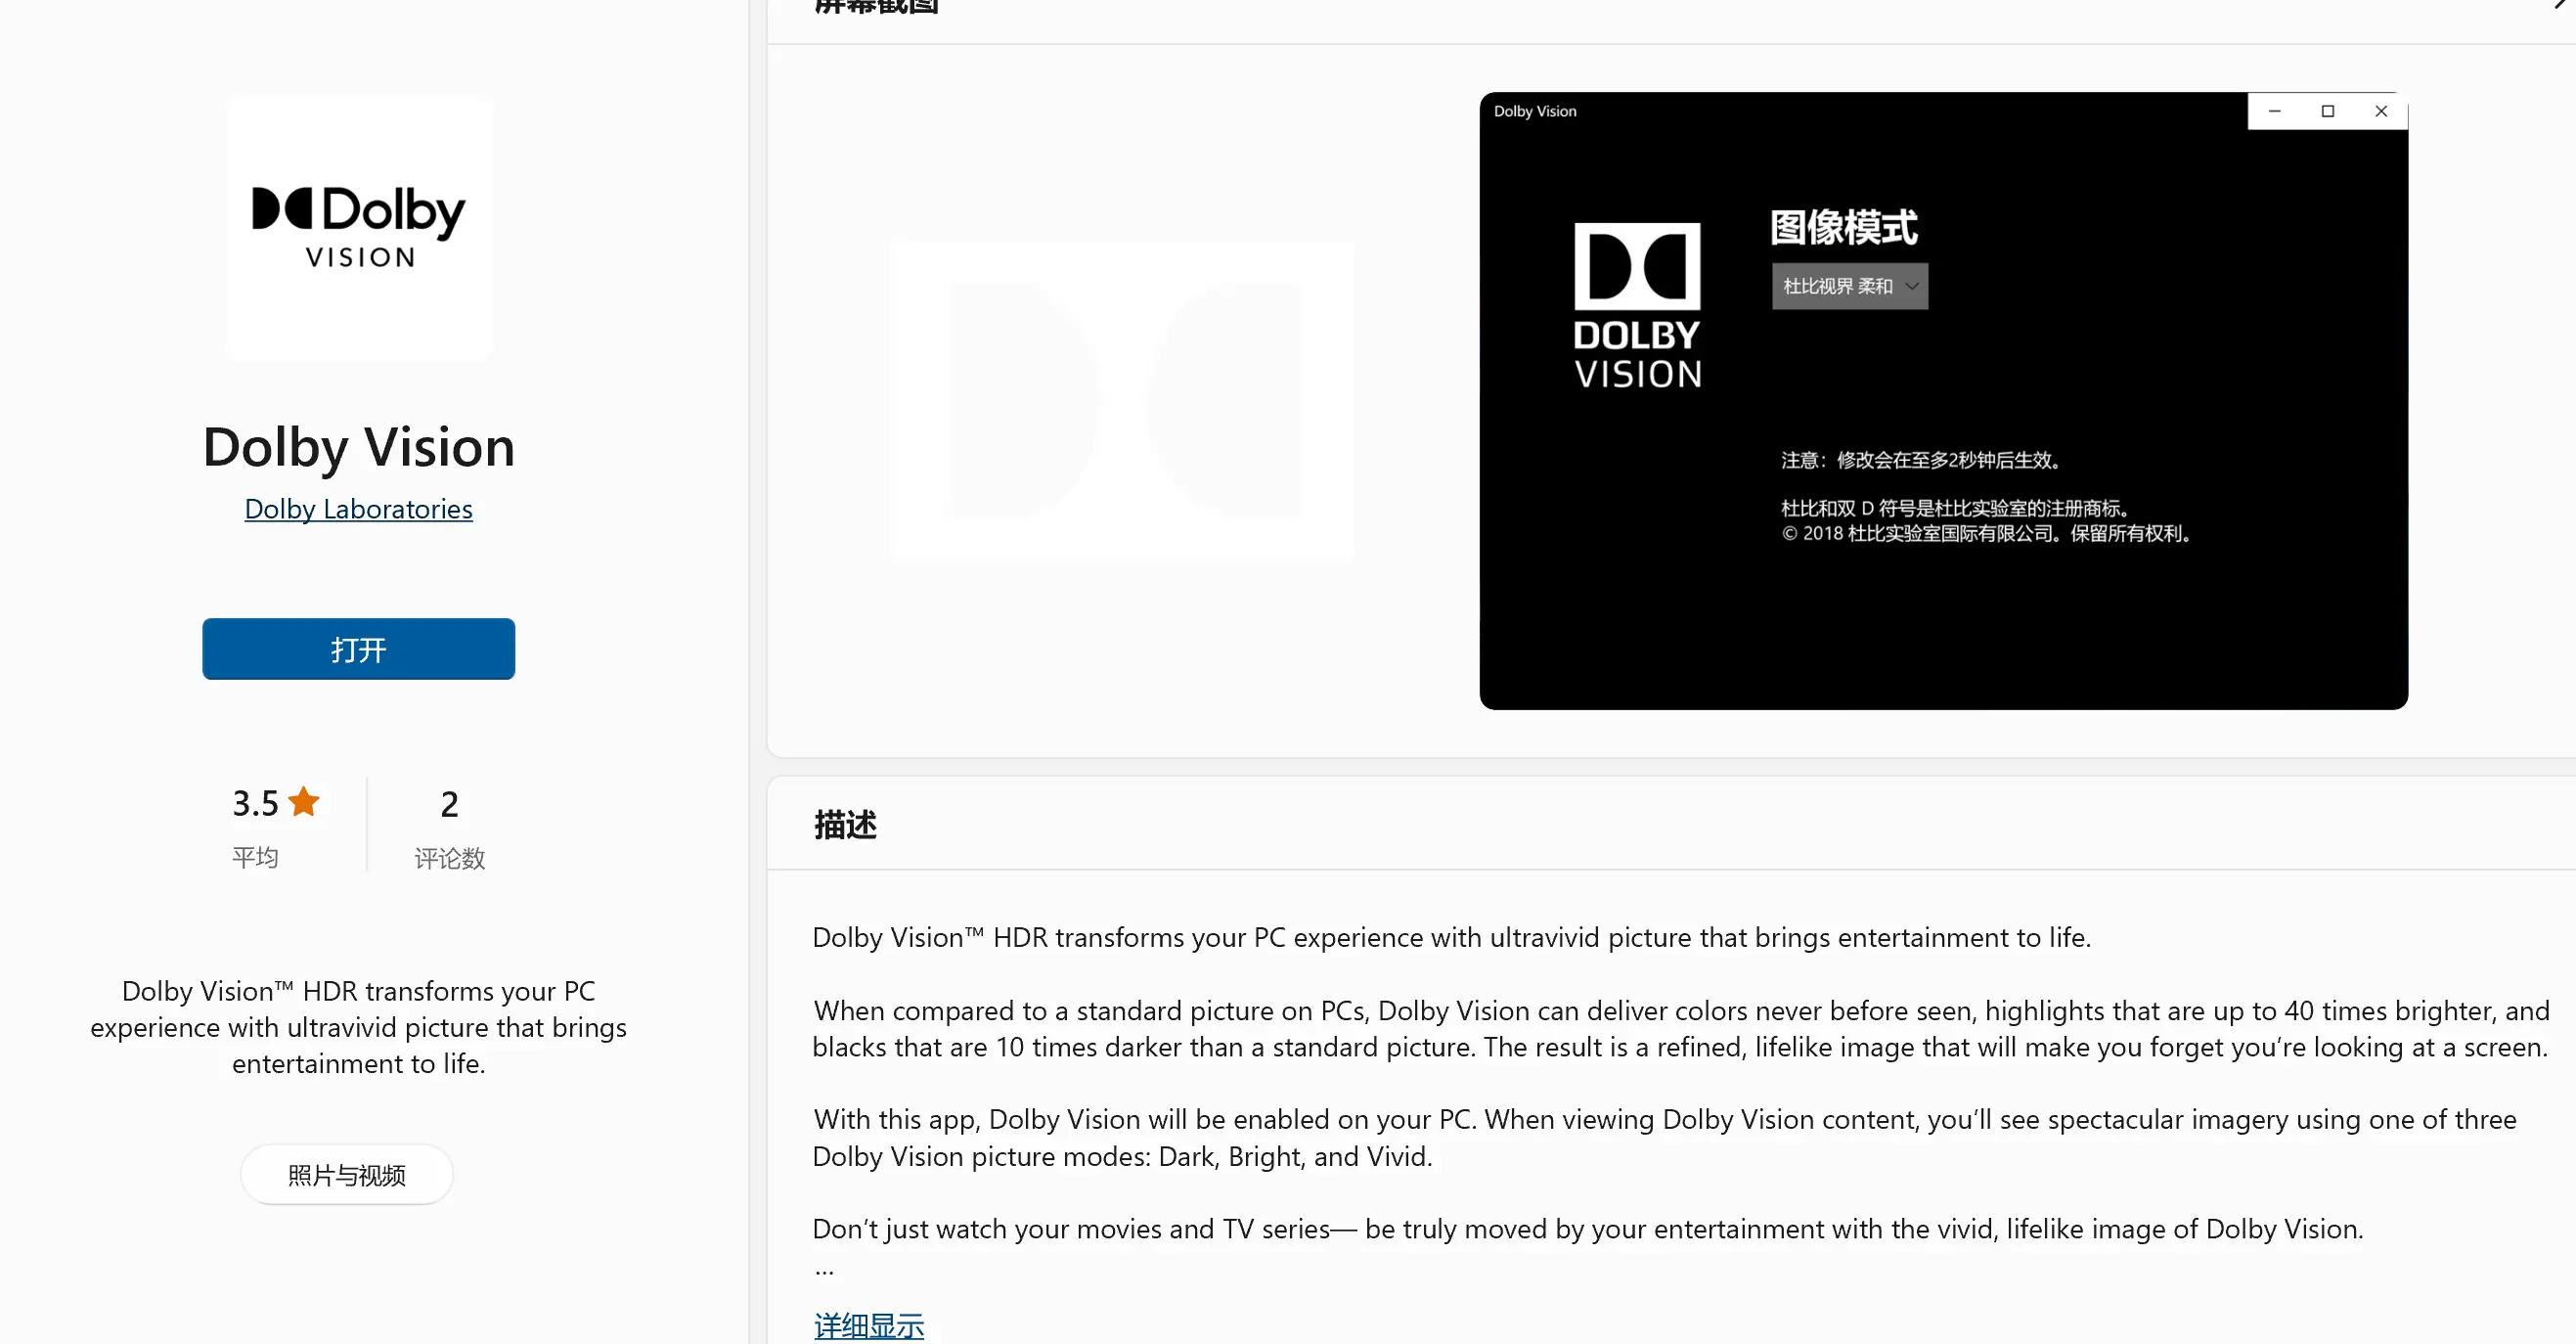 Dolby
VISION
Dolby Vision
Dolby Laboratories
打开
3.5
平均
2
评论数
Dolby Vision™ HDR transforms your PC
experience with ultravivid picture that brings
entertainment to life.
照片与视频
屏幕截图
Dolby Vision
DOLBY
VISION
图像模式
杜比视界 柔和
注意：修改会在至多2秒钟后生效。
杜比和双 D 符号是杜比实验室的注册商标。
© 2018 杜比实验室国际有限公司。保留所有权利。
描述
Dolby Vision™ HDR transforms your PC experience with ultravivid picture that brings entertainment to life.
When compared to a standard picture on PCs, Dolby Vision can deliver colors never before seen, highlights that are up to 40 times brighter, and
blacks that are 10 times darker than a standard picture. The result is a refined, lifelike image that will make you forget you’re looking at a screen.
With this app, Dolby Vision will be enabled on your PC. When viewing Dolby Vision content, you’ll see spectacular imagery using one of three
Dolby Vision picture modes: Dark, Bright, and Vivid.
Don’t just watch your movies and TV series— be truly moved by your entertainment with the vivid, lifelike image of Dolby Vision.
...
详细显示